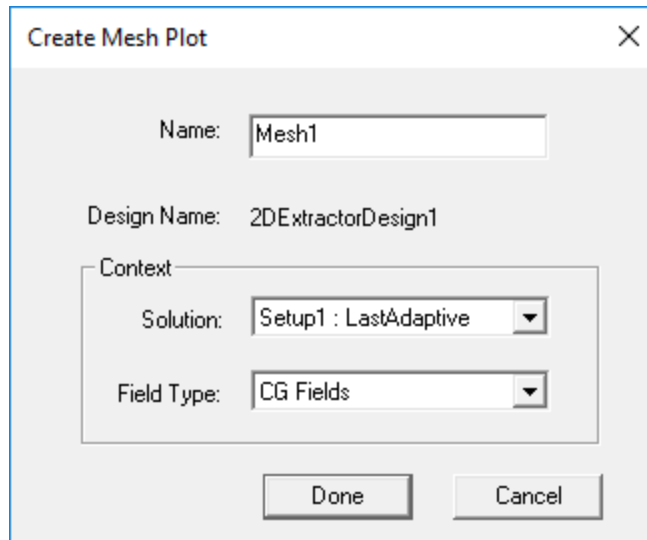 Create Mesh Plot
Name: Mesh1
Design Name: 2DExtractorDesign1
Context
Solution: Setup1 : LastAdaptive
Field Type: CG Fields
Done Cancel